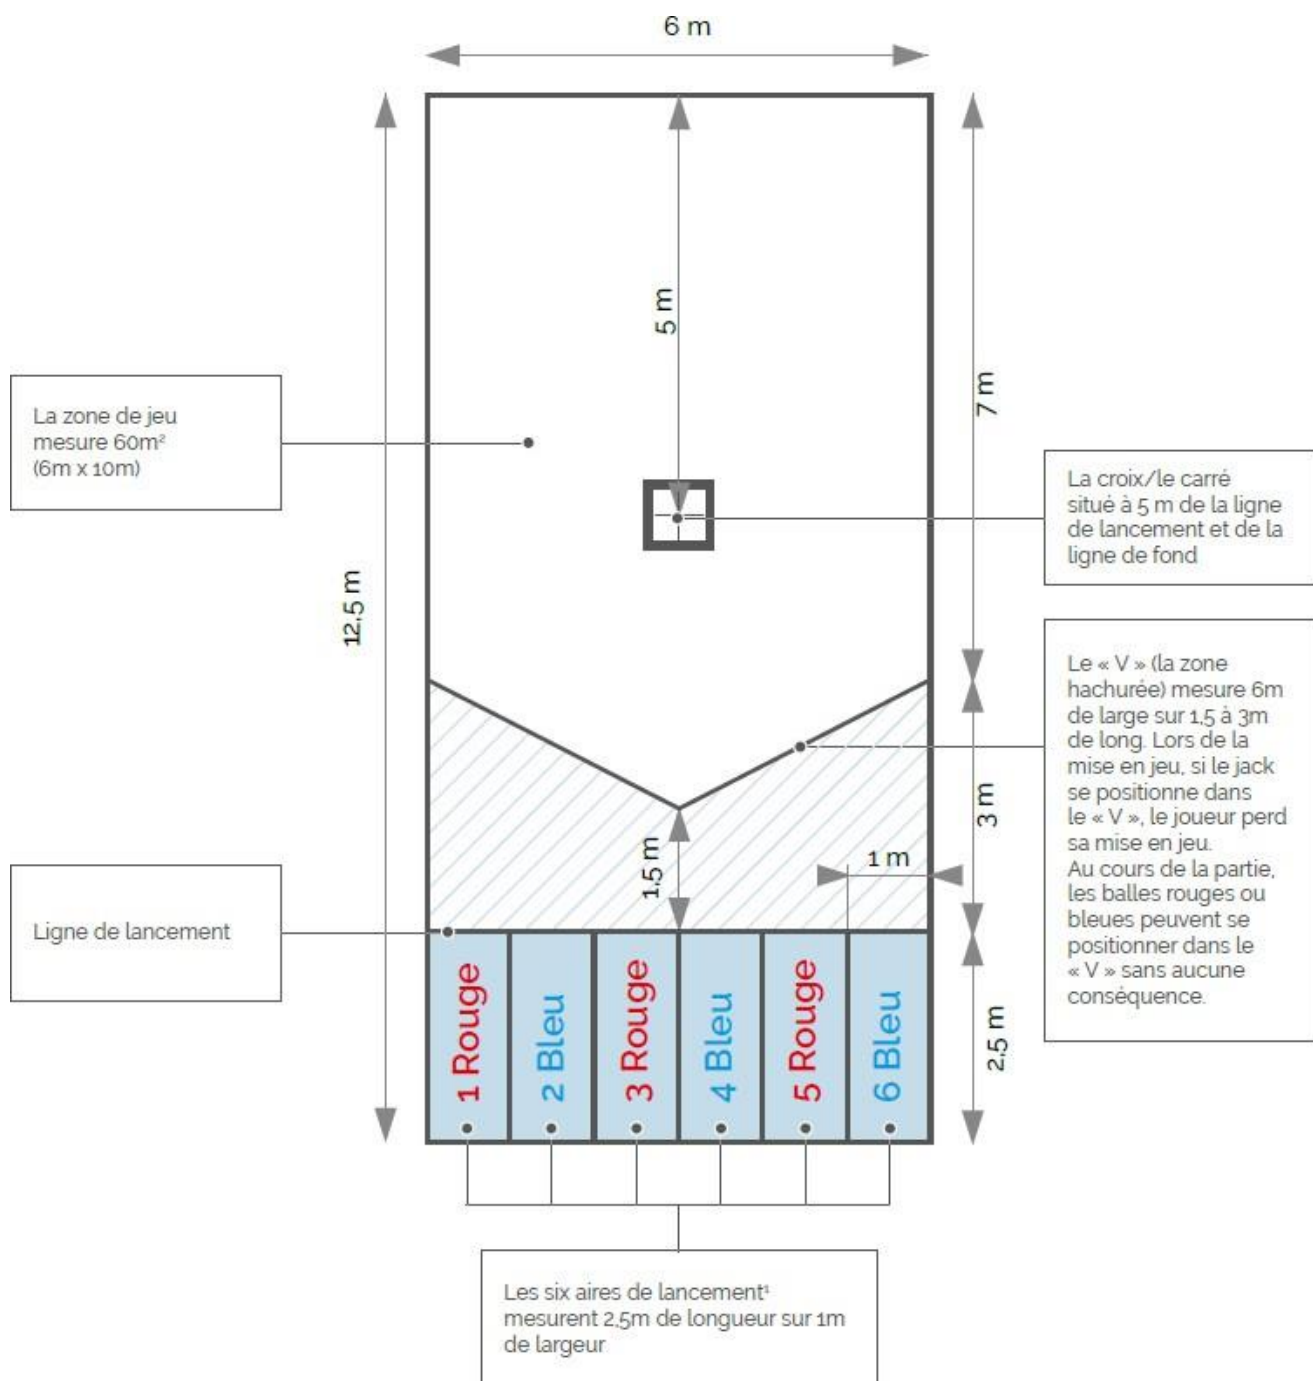 6 m
5 m
7 m
La zone de jeu
mesure 60m²
(6m x 10m)
La croix/le carré
situé à 5 m de la ligne
de lancement et de la
ligne de fond
12,5 m
Le « V » (la zone
hachurée) mesure 6m
de large sur 1,5 à 3m
de long. Lors de la
mise en jeu, si le jack
se positionne dans
le « V », le joueur perd
sa mise en jeu.
Au cours de la partie,
les balles rouges ou
bleues peuvent se
positionner dans le
« V » sans aucune
conséquence.
3 m
1,5 m
1 m
Ligne de lancement
1 Rouge
2 Bleu
3 Rouge
4 Bleu
5 Rouge
6 Bleu
2,5 m
Les six aires de lancement¹
mesurent 2,5m de longueur sur 1m
de largeur